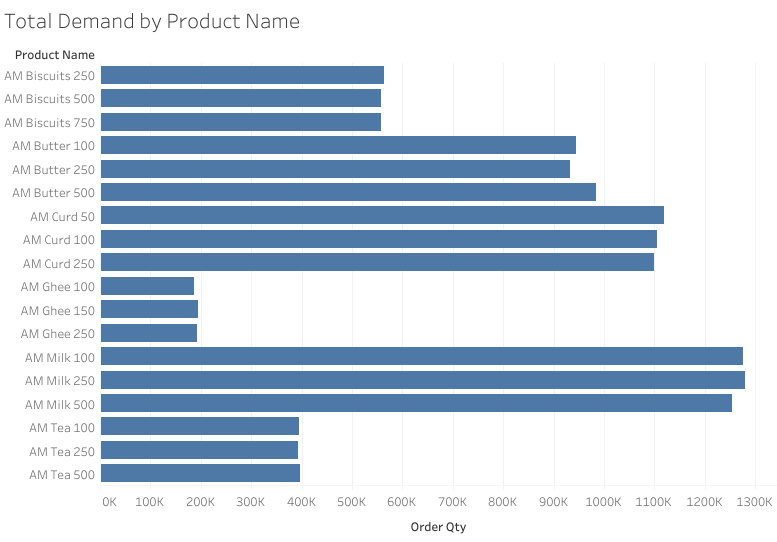 Total Demand by Product Name
Product Name
AM Biscuits 250
AM Biscuits 500
AM Biscuits 750
AM Butter 100
AM Butter 250
AM Butter 500
AM Curd 50
AM Curd 100
AM Curd 250
AM Ghee 100
AM Ghee 150
AM Ghee 250
AM Milk 100
AM Milk 250
AM Milk 500
AM Tea 100
AM Tea 250
AM Tea 500
0K 100K 200K 300K 400K 500K 600K 700K 800K 900K 1000K 1100K 1200K 1300K
Order Qty